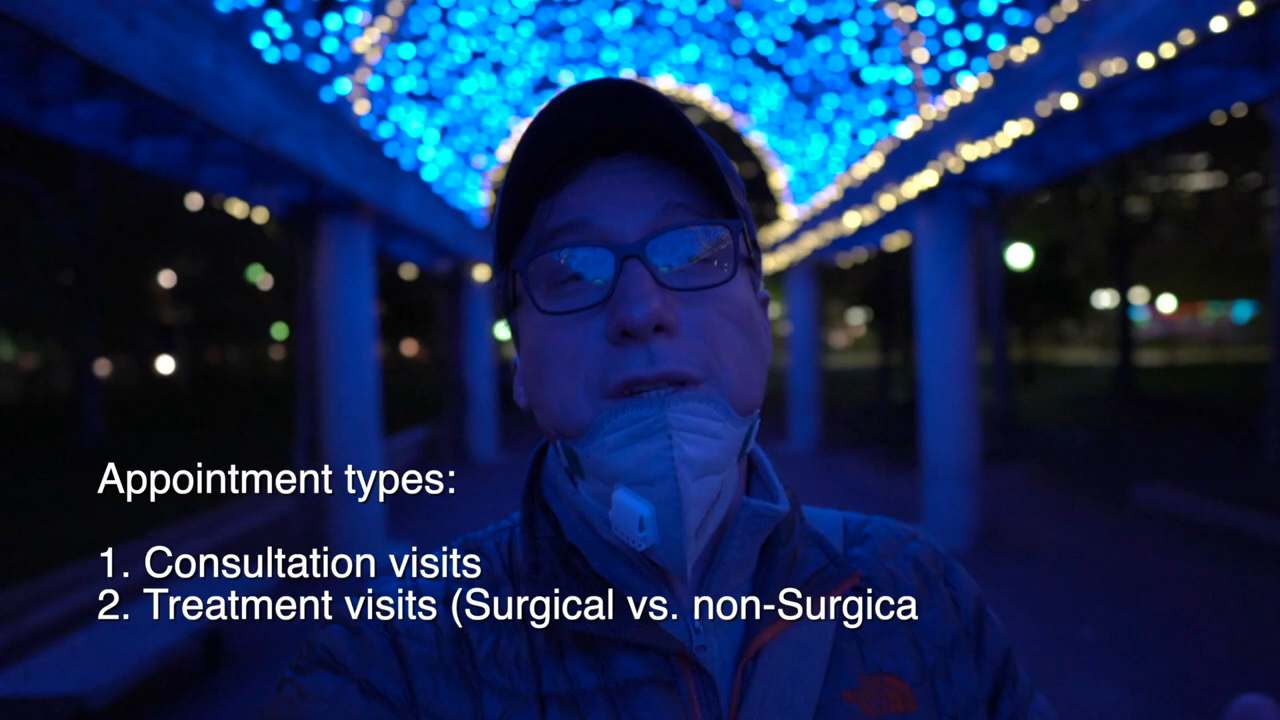 Appointment types:
1. Consultation visits
2. Treatment visits (Surgical vs. non-Surgica